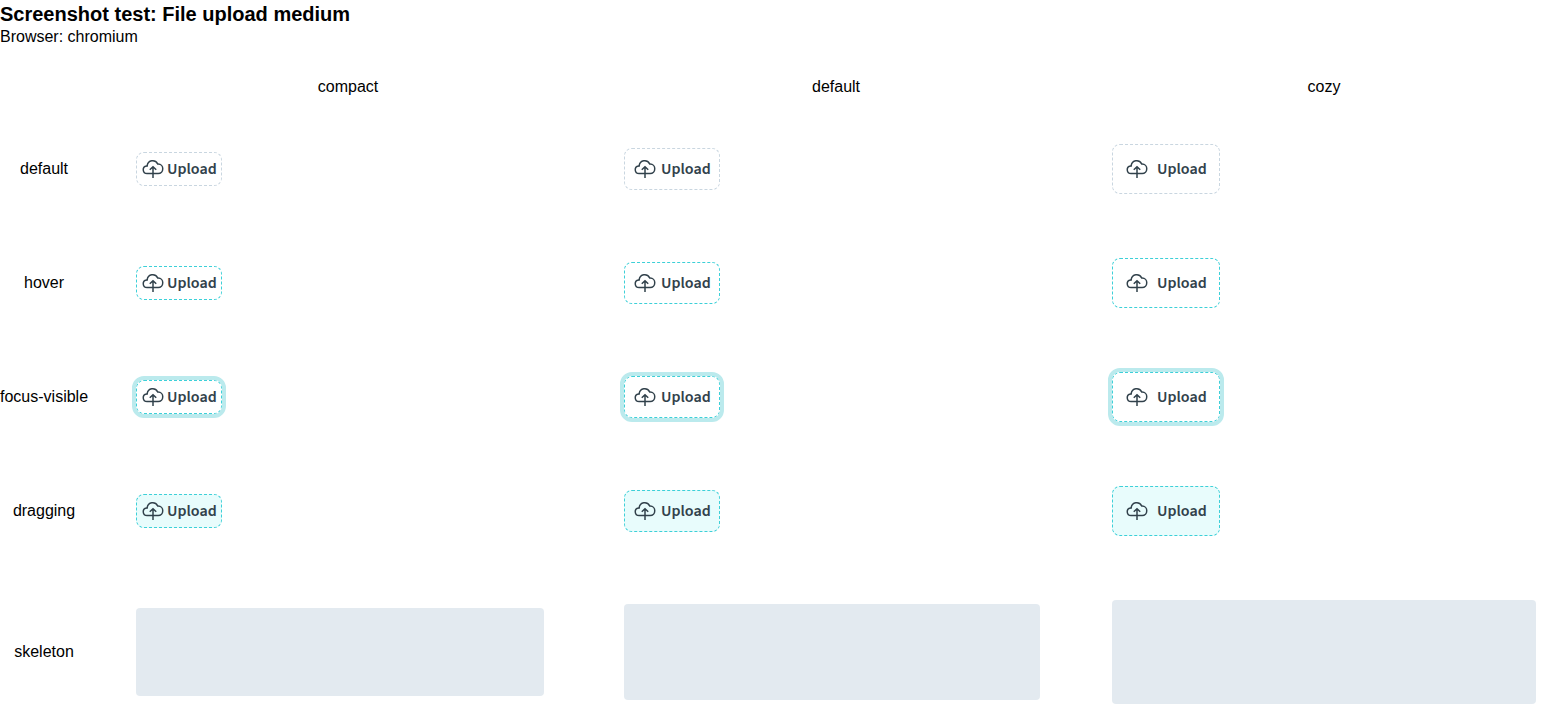 Screenshot test: File upload medium
Browser: chromium
compact default cozy
default Upload Upload Upload
hover Upload Upload Upload
focus-visible Upload Upload Upload
dragging Upload Upload Upload
skeleton